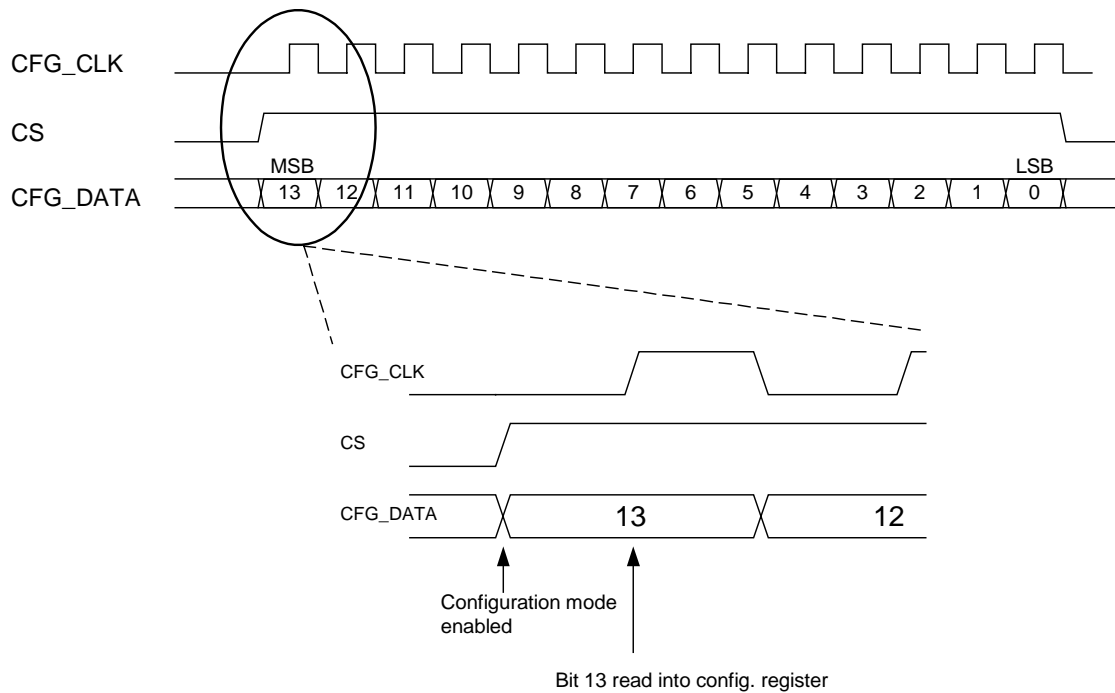 CFG_CLK
CS
MSB
LSB
CFG_DATA
13 12 11 10 9 8 7 6 5 4 3 2 1 0
CFG_CLK
CS
CFG_DATA
13
12
Configuration mode
enabled
Bit 13 read into config. register